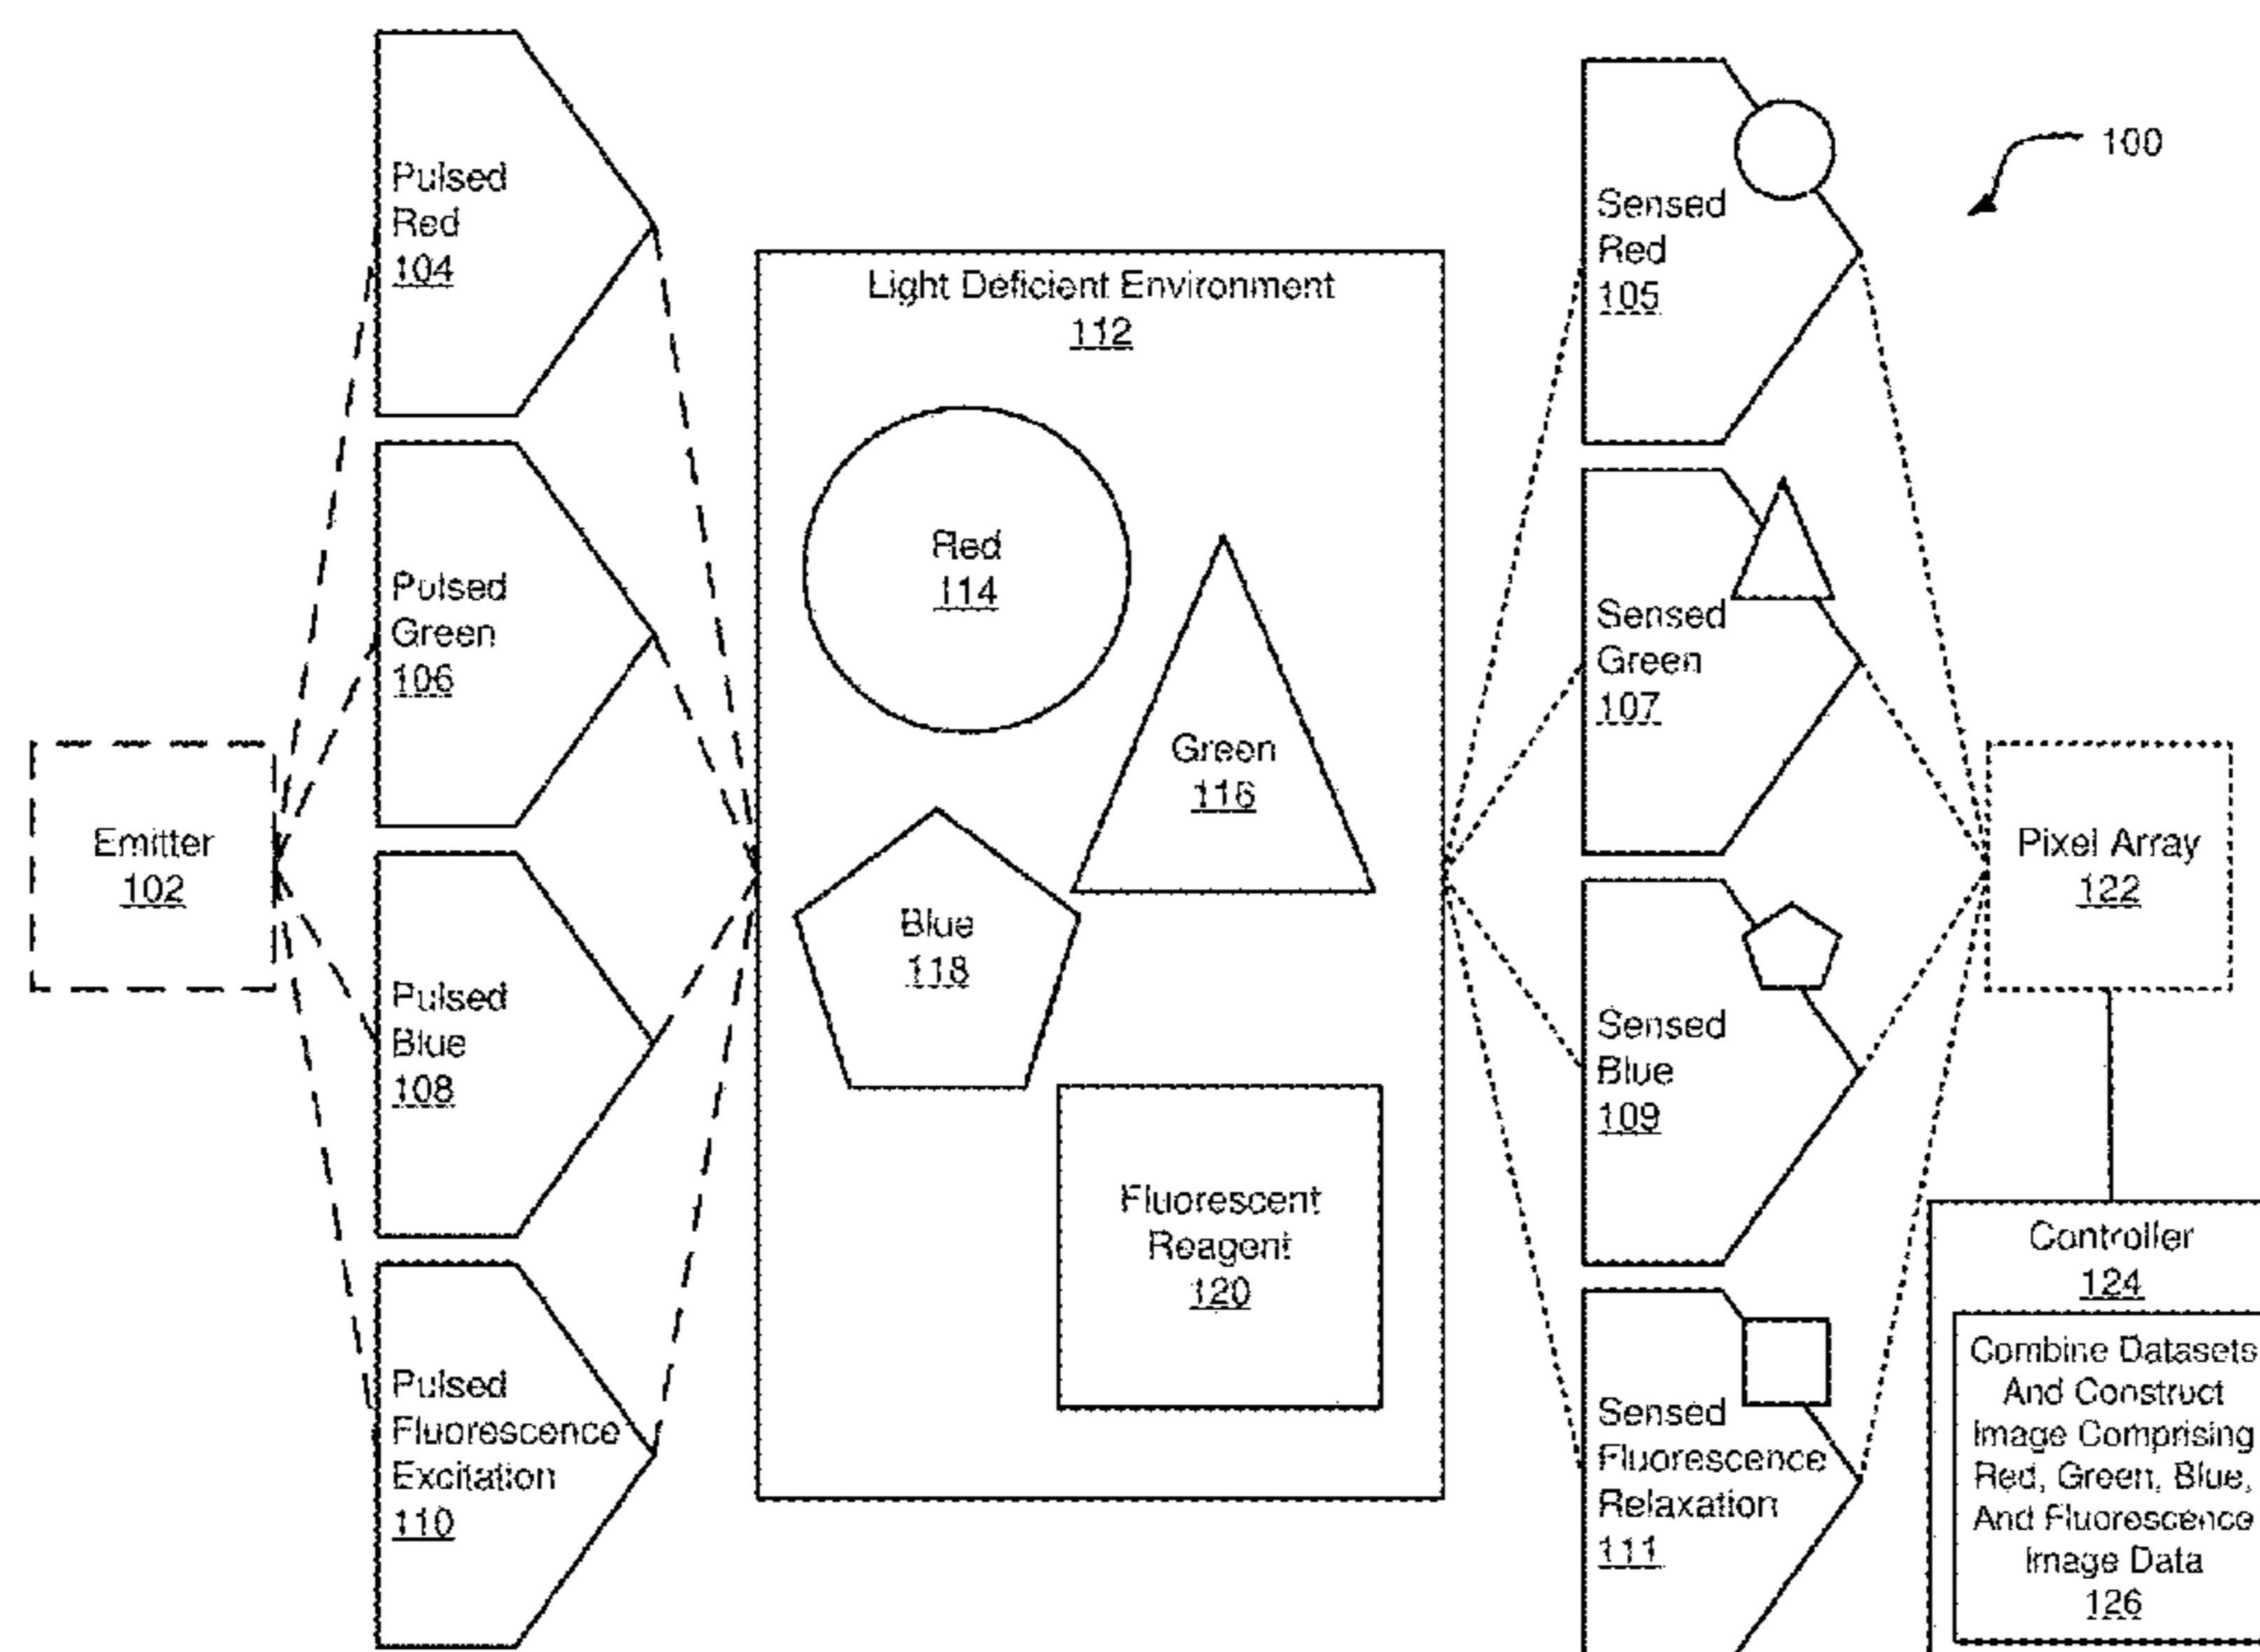 Pulsed
Red
104
Pulsed
Green
106
Emitter
102
Pulsed
Blue
108
Pulsed
Fluorescence
Excitation
110
Light Deficient Environment
112
Red
114
Green
116
Blue
118
Fluorescent
Reagent
120
Sensed
Red
105
100
Sensed
Green
107
Sensed
Blue
109
Sensed
Fluorescence
Relaxation
111
Pixel Array
122
Controller
124
Combine Datasets
And Construct
Image Comprising
Red, Green, Blue,
And Fluorescence
Image Data
126